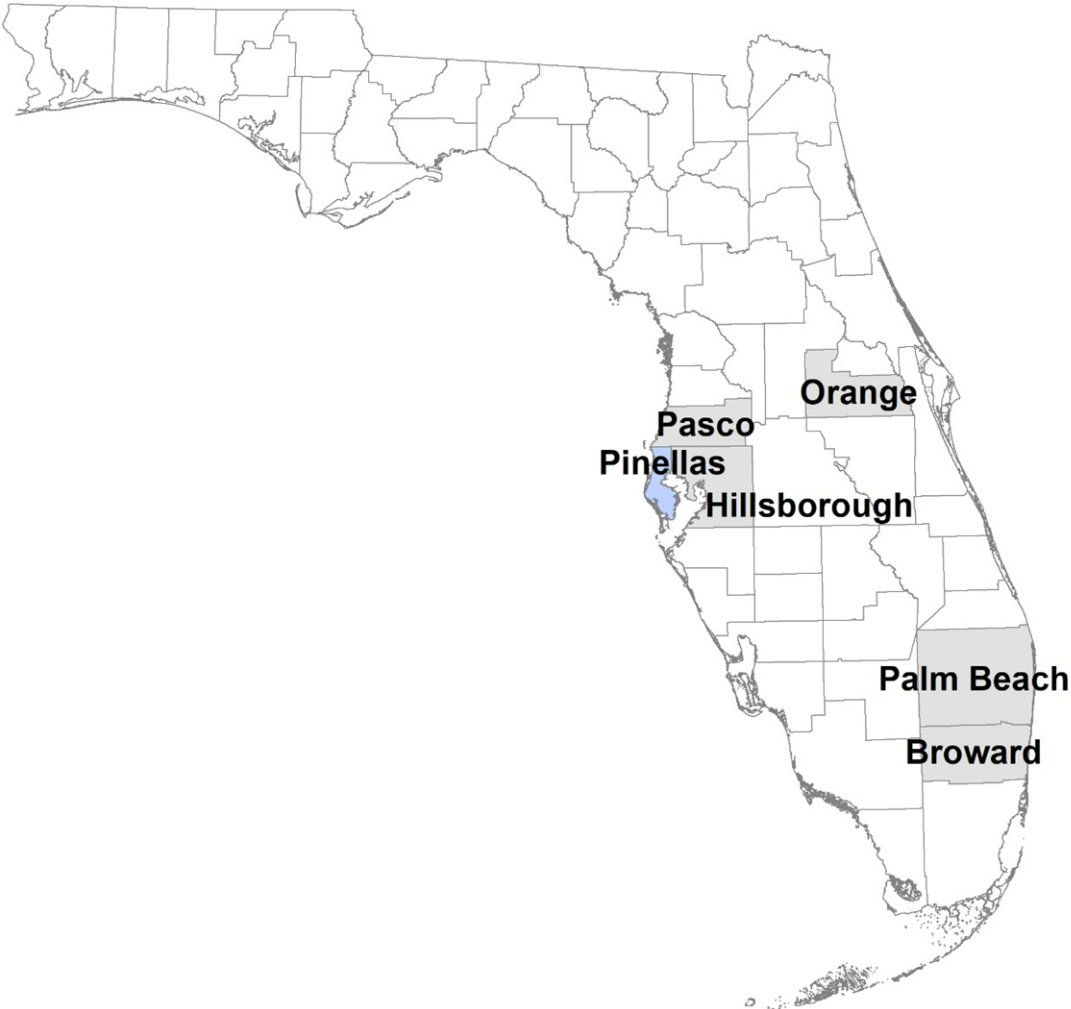 Orange
Pasco
Pinellas
Hillsborough
Palm Beach
Broward